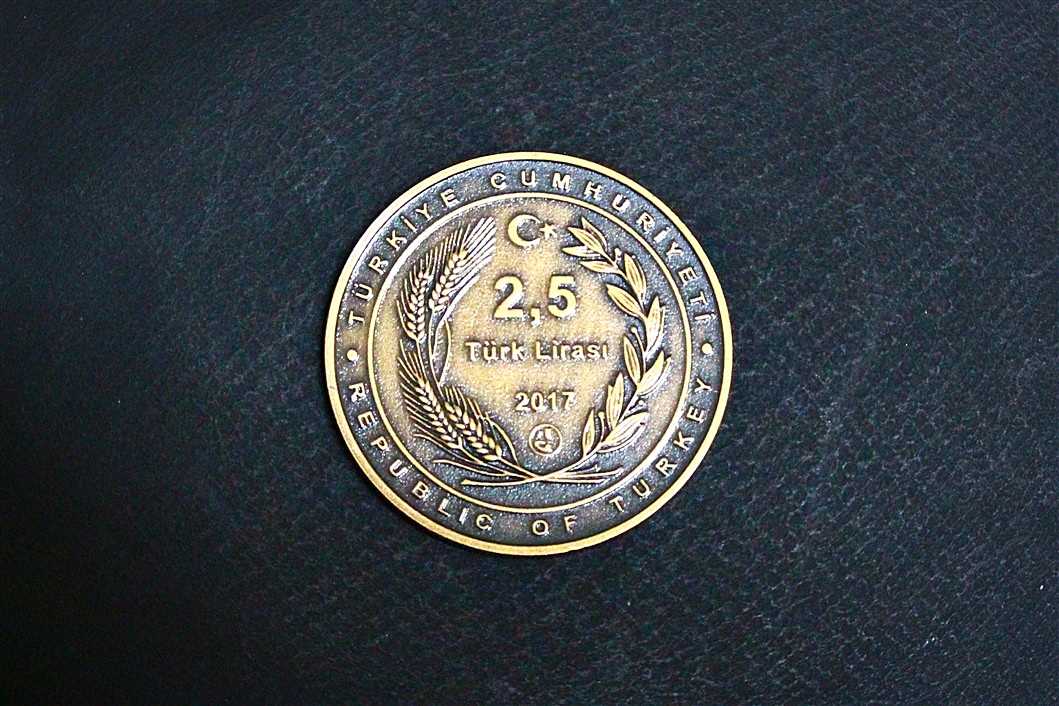 TÜRKİYE CUMHURİYETİ
2,5
Türk Lirası
2017
REPUBLIC OF TURKEY